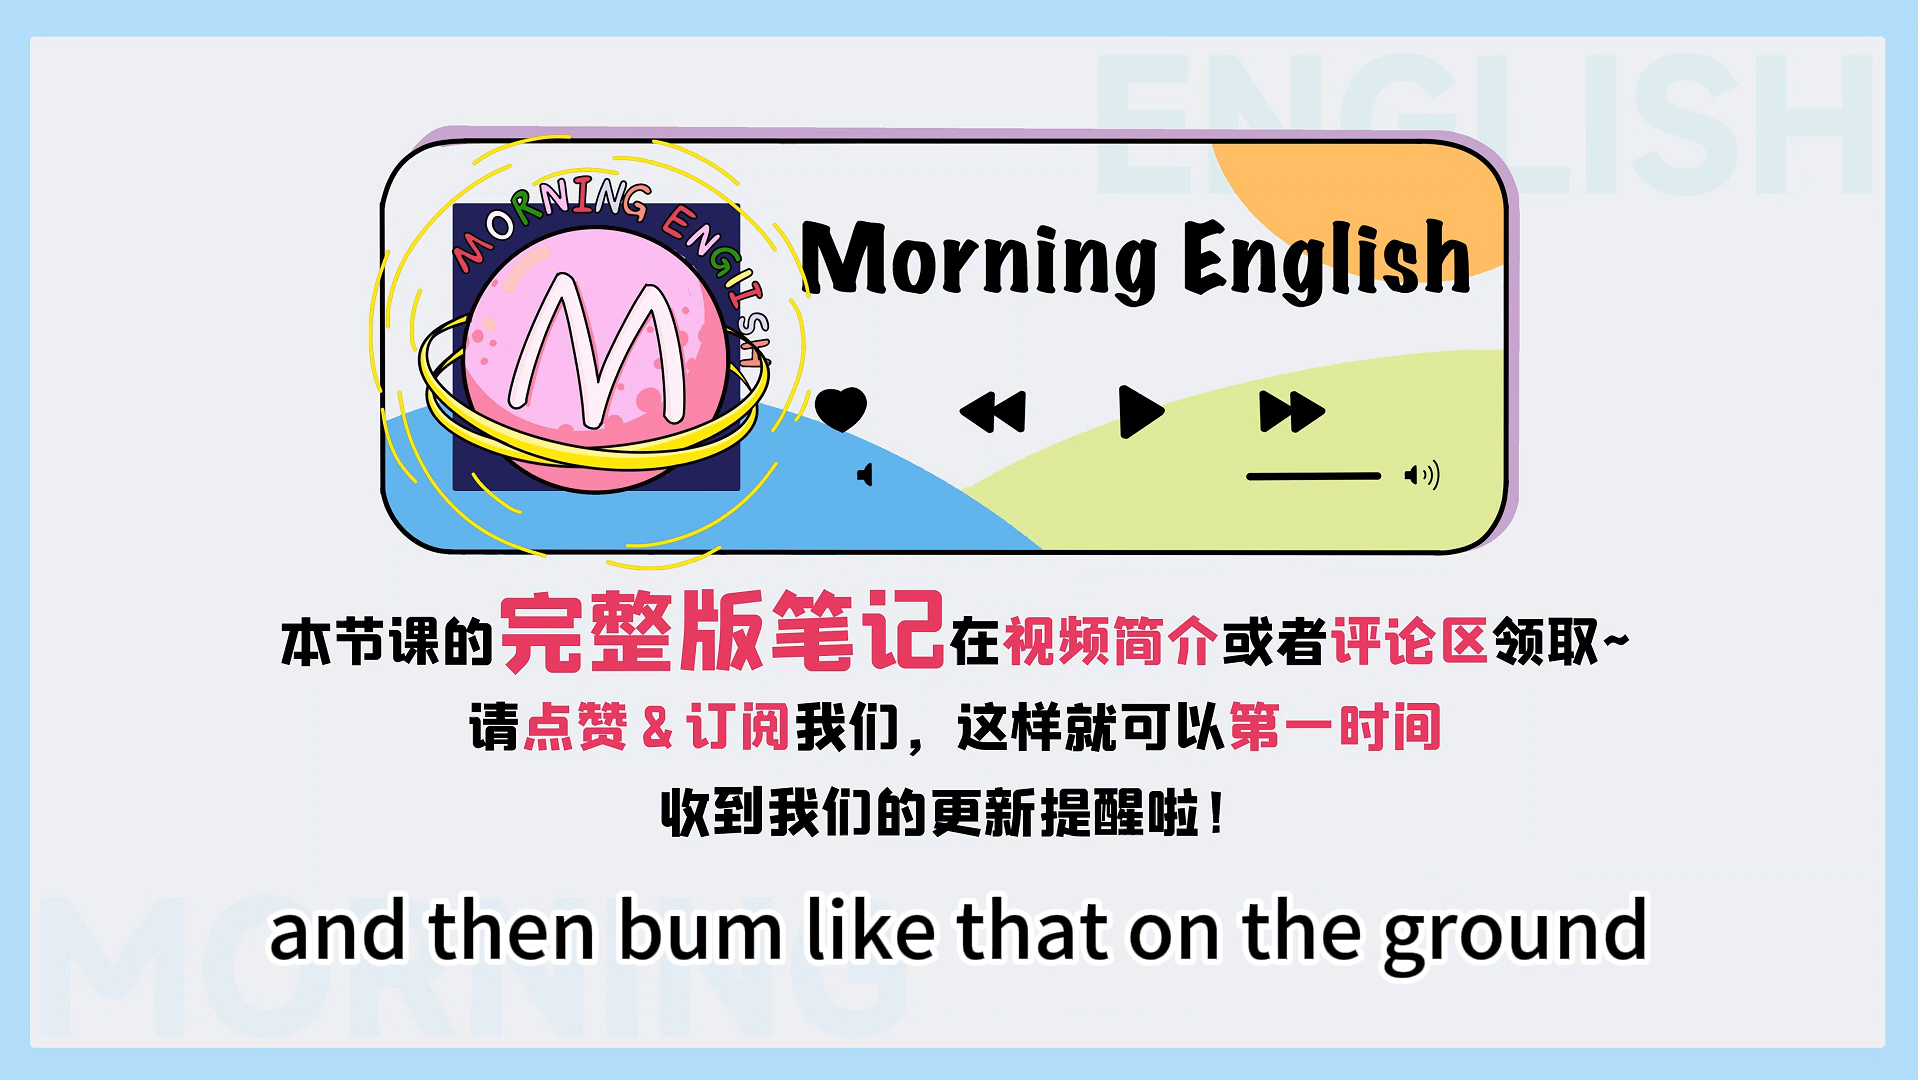 ENGLISH
MORNING ENGLISH
M
Morning English
本节课的完整版笔记在视频简介或者评论区领取~
请点赞&订阅我们，这样就可以第一时间
收到我们的更新提醒啦！
and then bum like that on the ground
MORNING